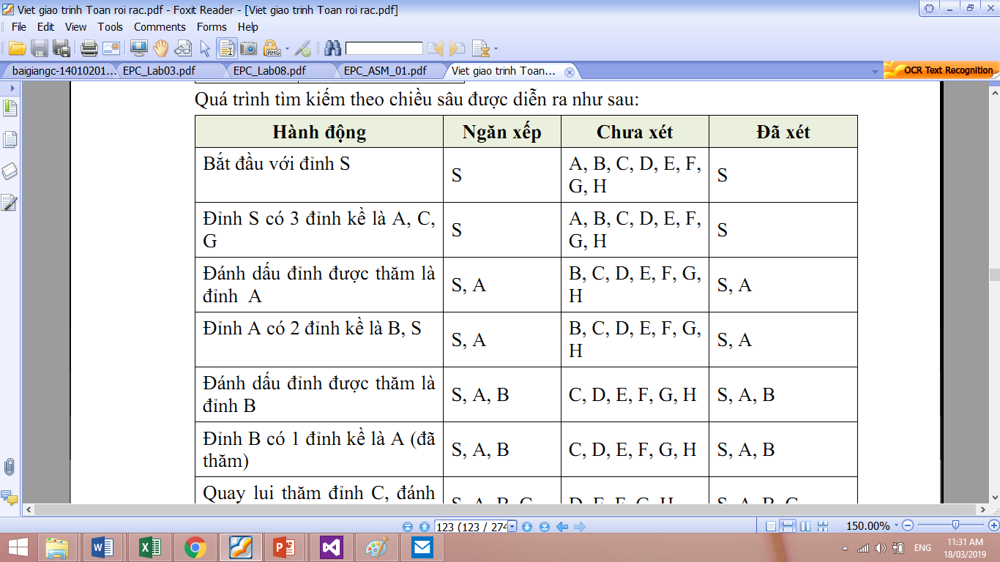 Viet giao trinh Toan roi rac.pdf - Foxit Reader - [Viet giao trinh Toan roi rac.pdf]
File Edit View Tools Comments Forms Help
RMS
baigiangc-14010201... EPC_Lab03.pdf EPC_Lab08.pdf EPC_ASM_01.pdf Viet giao trinh Toan... OCR Text Recognition
Quá trình tìm kiếm theo chiều sâu được diễn ra như sau:
Hành động Ngăn xếp Chưa xét Đã xét
Bắt đầu với đỉnh S
S
A, B, C, D, E, F,
G, H
S
Đỉnh S có 3 đỉnh kề là A, C,
G
S
A, B, C, D, E, F,
G, H
S
Đánh dấu đỉnh được thăm là
đỉnh A
S, A
B, C, D, E, F, G,
H
S, A
Đỉnh A có 2 đỉnh kề là B, S
S, A
B, C, D, E, F, G,
H
S, A
Đánh dấu đỉnh được thăm là
đỉnh B
S, A, B
C, D, E, F, G, H
S, A, B
Đỉnh B có 1 đỉnh kề là A (đã
thăm)
S, A, B
C, D, E, F, G, H
S, A, B
Quay lui thăm đỉnh C, đánh
S, A, B, C
D, E, F, G, H
S, A, B, C
123 (123 / 274 150.00%
ENG
11:31 AM
18/03/2019